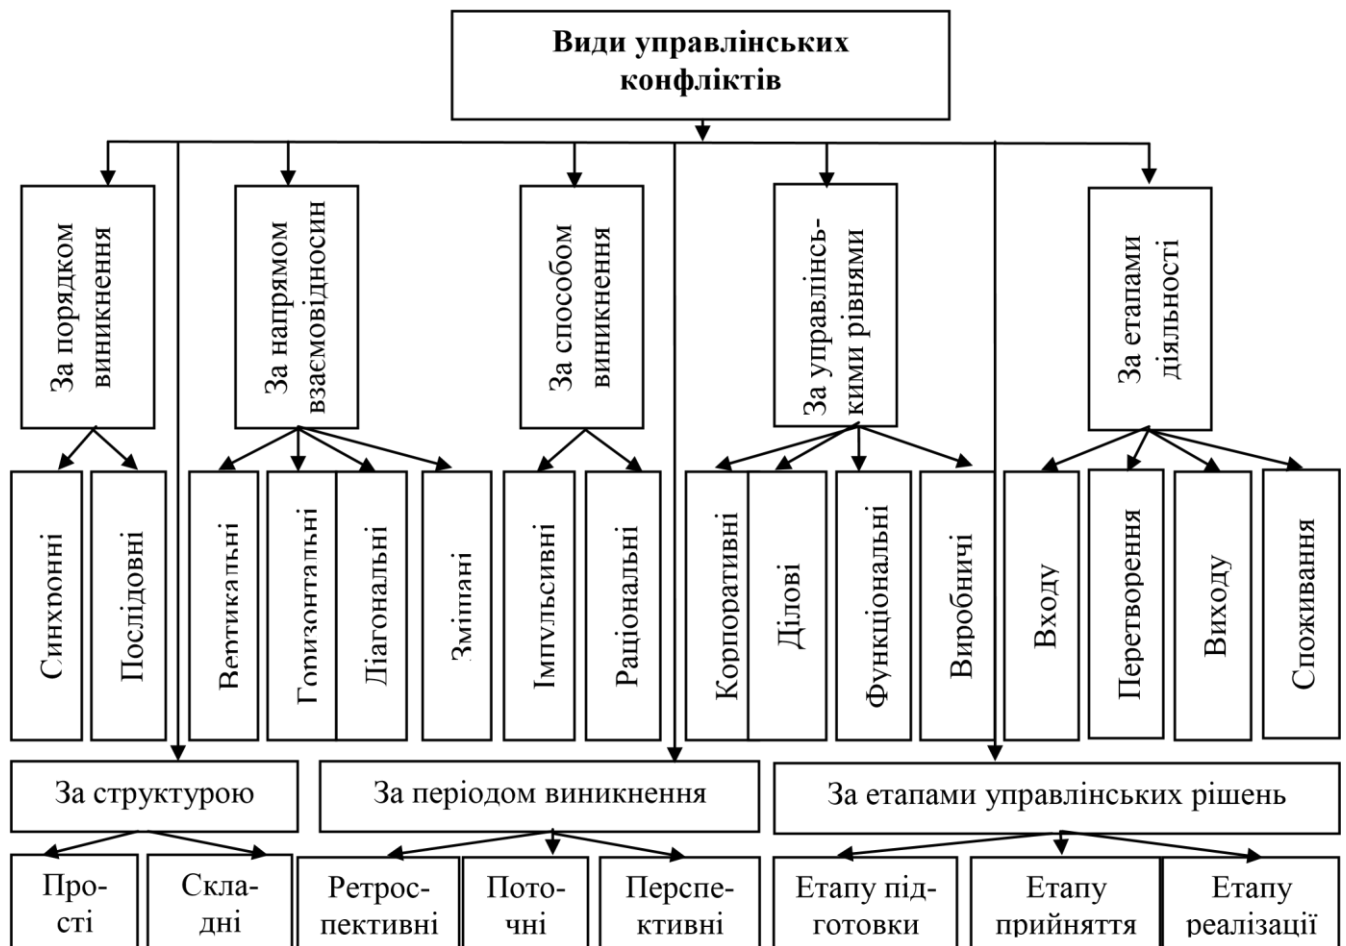 Види управлінських
конфліктів
За порядком
виникнення
За напрямом
взаємовідносин
За способом
виникнення
За управлінсь-
кими рівнями
За етапами
діяльності
Синхронні
Послідовні
Вертикальні
Горизонтальні
Діагональні
Змішані
Імпульсивні
Раціональні
Корпоративні
Ділові
Функціональні
Виробничі
Входу
Перетворення
Виходу
Споживання
За структурою
За періодом виникнення
За етапами управлінських рішень
Про-
сті
Скла-
дні
Ретрос-
пективні
Пото-
чні
Перспе-
ктивні
Етапу під-
готовки
Етапу
прийняття
Етапу
реалізації